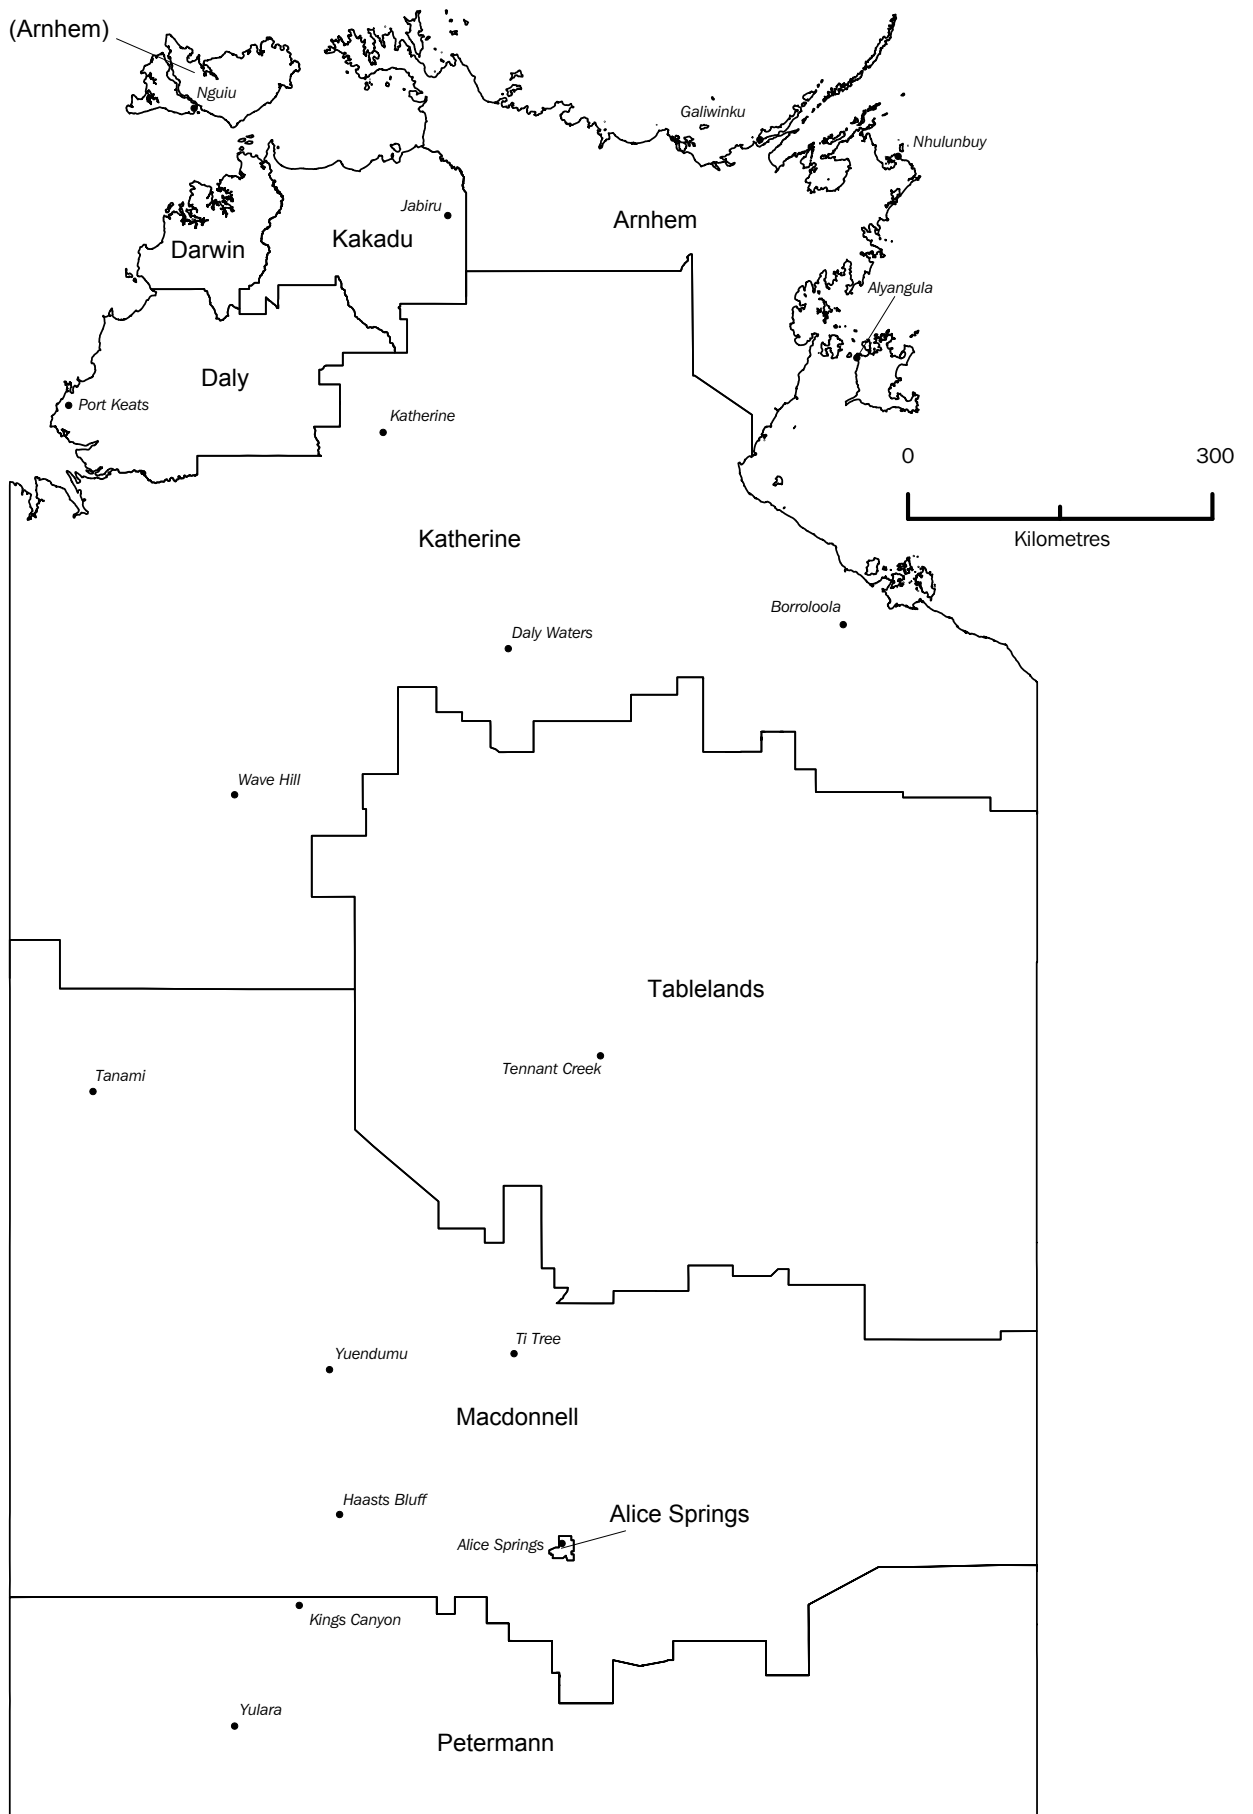 (Arnhem)
Nguiu
Galiwinku
Nhulunbuy
Jabiru
Arnhem
Kakadu
Darwin
Alyangula
Daly
Port Keats
Katherine
0 300
Kilometres
Katherine
Borroloola
Daly Waters
Wave Hill
Tablelands
Tennant Creek
Tanami
Ti Tree
Yuendumu
Macdonnell
Haasts Bluff
Alice Springs
Alice Springs
Kings Canyon
Yulara
Petermann